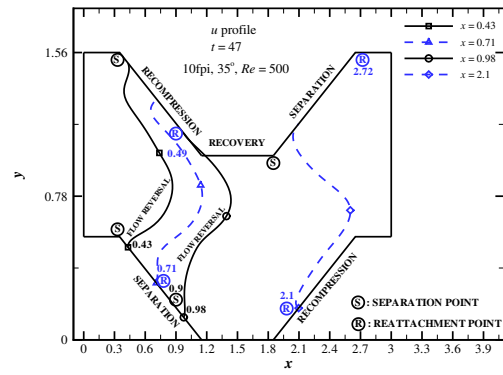 u profile
t = 47
10fpi, 35°, Re = 500
x = 0.43
x = 0.71
x = 0.98
x = 2.1
1.56
0.78
0
y
S
RECOMPRESSION
R
0.49
RECOVERY
SEPARATION
R
2.72
S
S
FLOW REVERSAL
0.43
FLOW REVERSAL
0.71
R
0.9
S
0.98
SEPARATION
2.1
R
RECOMPRESSION
S : SEPARATION POINT
R : REATTACHMENT POINT
0 0.3 0.6 0.9 1.2 1.5 1.8 2.1 2.4 2.7 3 3.3 3.6 3.9
x